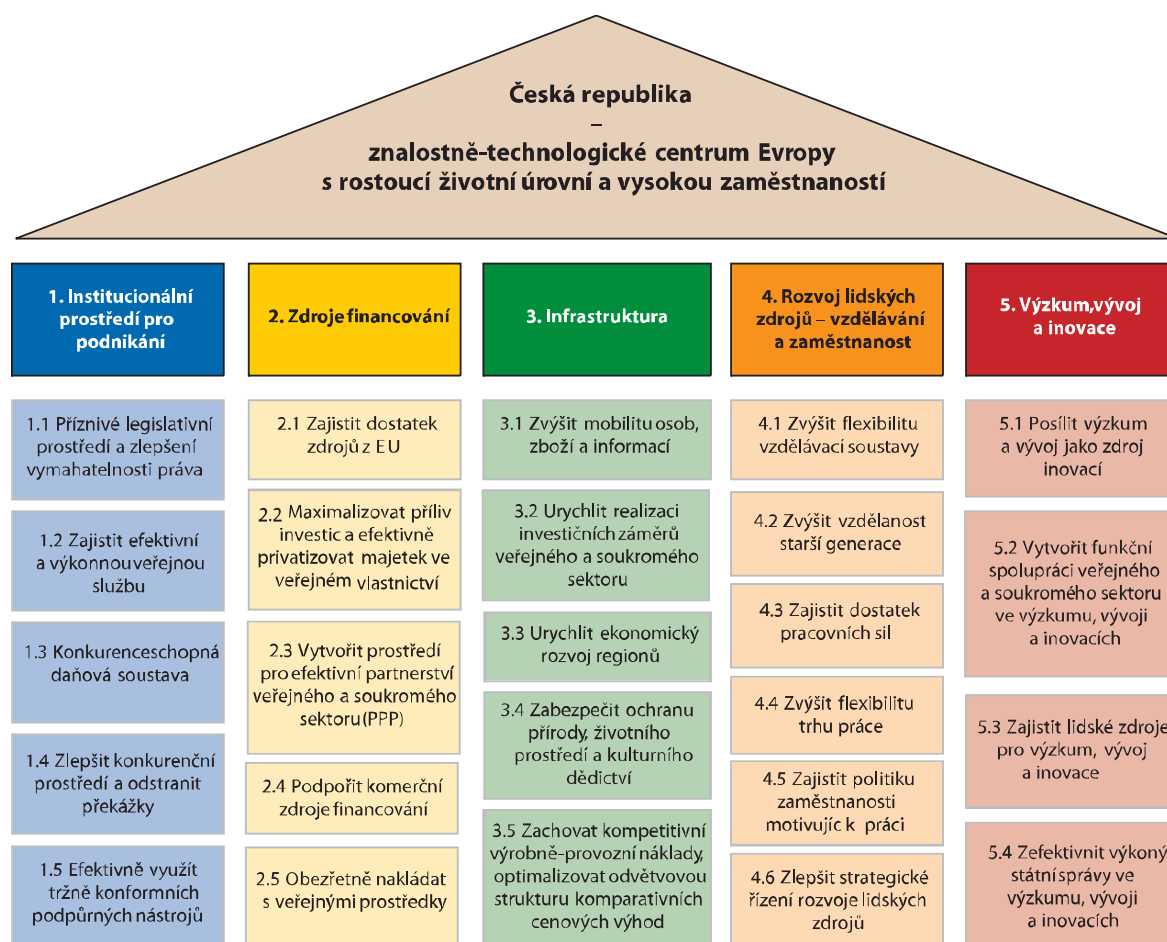 Česká republika
–
znalostně-technologické centrum Evropy
s rostoucí životní úrovní a vysokou zaměstnaností
1. Institucionální
prostředí pro
podnikání
1.1 Příznivé legislativní
prostředí a zlepšení
vymahatelnosti práva
1.2 Zajistit efektivní
a výkonnou veřejnou
službu
1.3 Konkurenceschopná
daňová soustava
1.4 Zlepšit konkurenční
prostředí a odstranit
překážky
1.5 Efektivně využít
tržně konformních
podpůrných nástrojů
2. Zdroje financování
2.1 Zajistit dostatek
zdrojů z EU
2.2 Maximalizovat příliv
investic a efektivně
privatizovat majetek ve
veřejném vlastnictví
2.3 Vytvořit prostředí
pro efektivní partnerství
veřejného a soukromého
sektoru (PPP)
2.4 Podpořit komerční
zdroje financování
2.5 Obezřetně nakládat
s veřejnými prostředky
3. Infrastruktura
3.1 Zvýšit mobilitu osob,
zboží a informací
3.2 Urychlit realizaci
investičních záměrů
veřejného a soukromého
sektoru
3.3 Urychlit ekonomický
rozvoj regionů
3.4 Zabezpečit ochranu
přírody, životního
prostředí a kulturního
dědictví
3.5 Zachovat kompetitivní
výrobně-provozní náklady,
optimalizovat odvětvovou
strukturu komparativních
cenových výhod
4. Rozvoj lidských
zdrojů – vzdělávání
a zaměstnanost
4.1 Zvýšit flexibilitu
vzdělávací soustavy
4.2 Zvýšit vzdělanost
starší generace
4.3 Zajistit dostatek
pracovních sil
4.4 Zvýšit flexibilitu
trhu práce
4.5 Zajistit politiku
zaměstnanosti
motivujíc k práci
4.6 Zlepšit strategické
řízení rozvoje lidských
zdrojů
5. Výzkum, vývoj
a inovace
5.1 Posílit výzkum
a vývoj jako zdroj
inovací
5.2 Vytvořit funkční
spolupráci veřejného
a soukromého sektoru
ve výzkumu, vývoji
a inovacích
5.3 Zajistit lidské zdroje
pro výzkum, vývoj
a inovace
5.4 Zefektivnit výkony
státní správy ve
výzkumu, vývoji
a inovacích